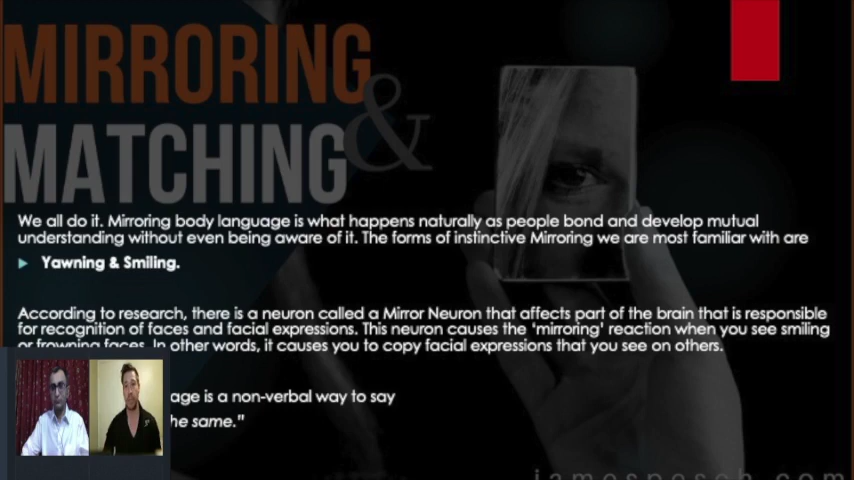 MIRRORING
&
MATCHING
We all do it. Mirroring body language is what happens naturally as people bond and develop mutual
understanding without even being aware of it. The forms of instinctive Mirroring we are most familiar with are
Yawning & Smiling.
According to research, there is a neuron called a Mirror Neuron that affects part of the brain that is responsible
for recognition of faces and facial expressions. This neuron causes the ‘mirroring’ reaction when you see smiling
or frowning faces. In other words, it causes you to copy facial expressions that you see on others.
age is a non-verbal way to say
he same."